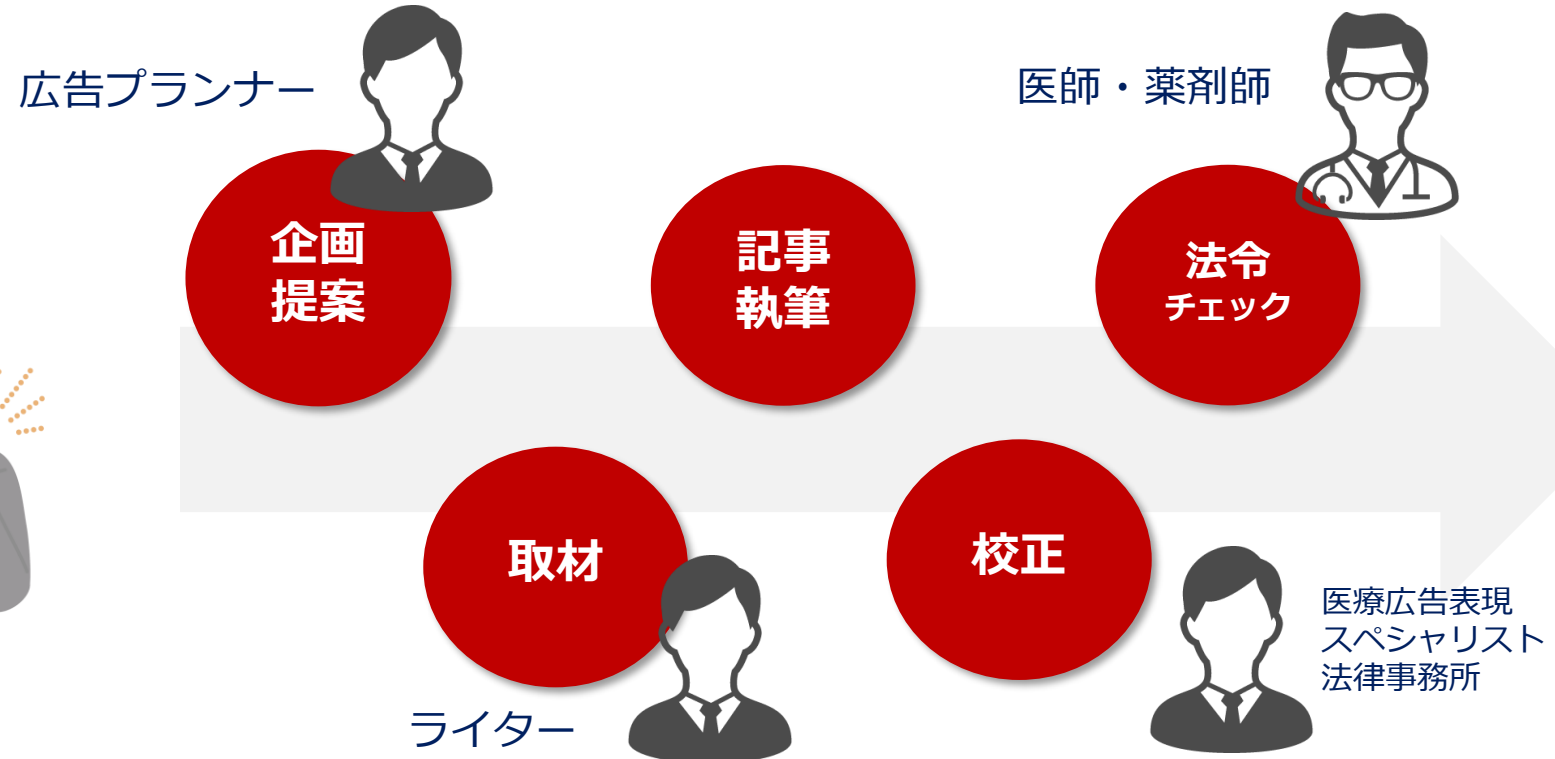 広告プランナー
医師・薬剤師
企画
提案
記事
執筆
法令
チェック
取材
校正
ライター
医療広告表現
スペシャリスト
法律事務所